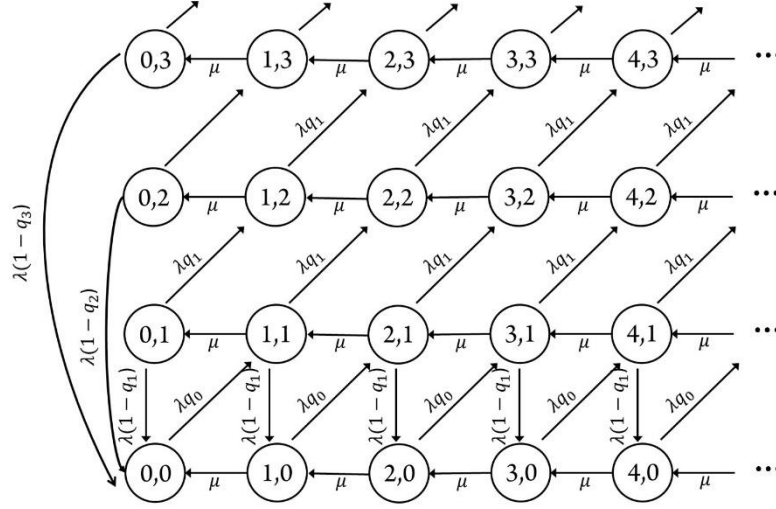 0,3 1,3 2,3 3,3 4,3 ...
μ μ μ μ μ
λq₁ λq₁ λq₁ λq₁
λ(1 − q₃)
0,2 1,2 2,2 3,2 4,2 ...
μ μ μ μ μ
λq₁ λq₁ λq₁ λq₁ λq₁
λ(1 − q₂)
0,1 1,1 2,1 3,1 4,1
μ μ μ μ μ
λ(1 − q₁) λq₀ λ(1 − q₁) λq₀ λ(1 − q₁) λq₀ λ(1 − q₁) λq₀ λ(1 − q₁) λq₀
0,0 1,0 2,0 3,0 4,0 ...
μ μ μ μ μ